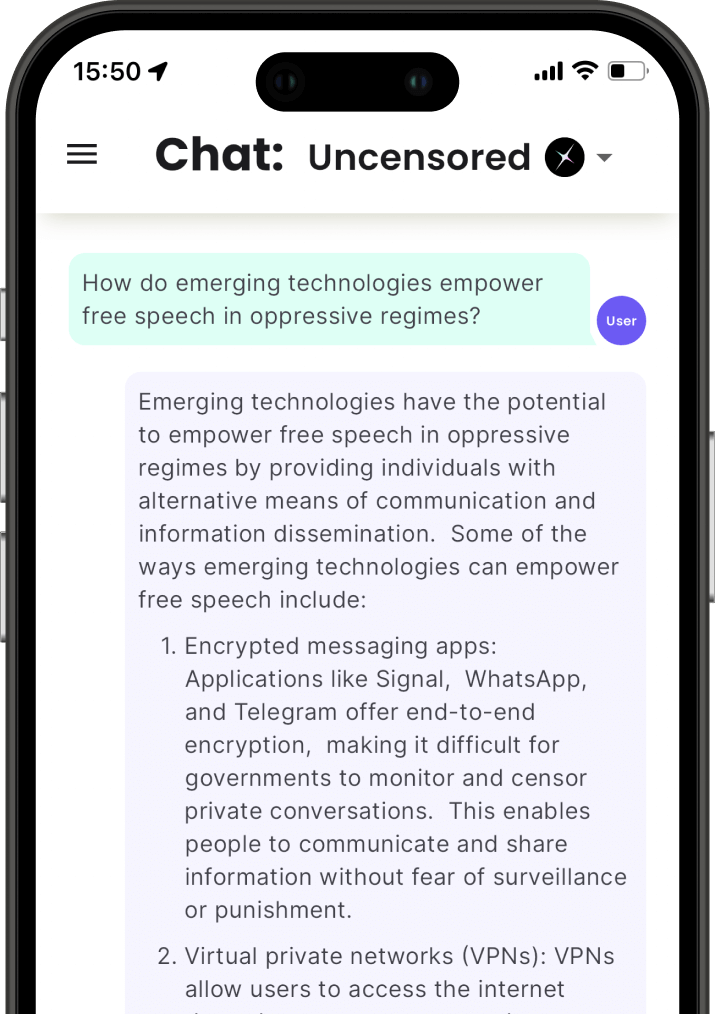 15:50
Chat: Uncensored
How do emerging technologies empower
free speech in oppressive regimes?
User
Emerging technologies have the potential
to empower free speech in oppressive
regimes by providing individuals with
alternative means of communication and
information dissemination.  Some of the
ways emerging technologies can empower
free speech include:
1. Encrypted messaging apps:
Applications like Signal,  WhatsApp,
and Telegram offer end-to-end
encryption,  making it difficult for
governments to monitor and censor
private conversations.  This enables
people to communicate and share
information without fear of surveillance
or punishment.
2. Virtual private networks (VPNs): VPNs
allow users to access the internet